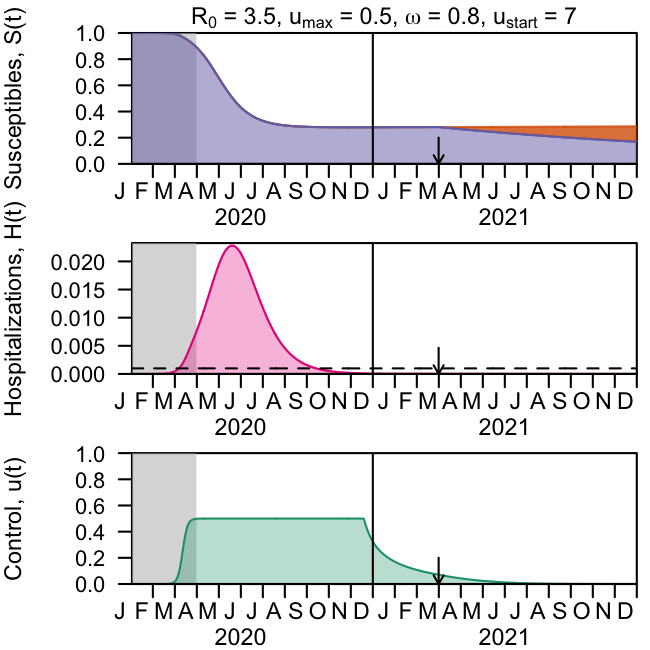 R₀ = 3.5, uₘₐₓ = 0.5, ω = 0.8, uₛₜₐᵣₜ = 7
Susceptibles, S(t)
1.0
0.8
0.6
0.4
0.2
0.0
J F M A M J J A S O N D J F M A M J J A S O N D
2020 2021
Hospitalizations, H(t)
0.020
0.015
0.010
0.005
0.000
J F M A M J J A S O N D J F M A M J J A S O N D
2020 2021
Control, u(t)
1.0
0.8
0.6
0.4
0.2
0.0
J F M A M J J A S O N D J F M A M J J A S O N D
2020 2021